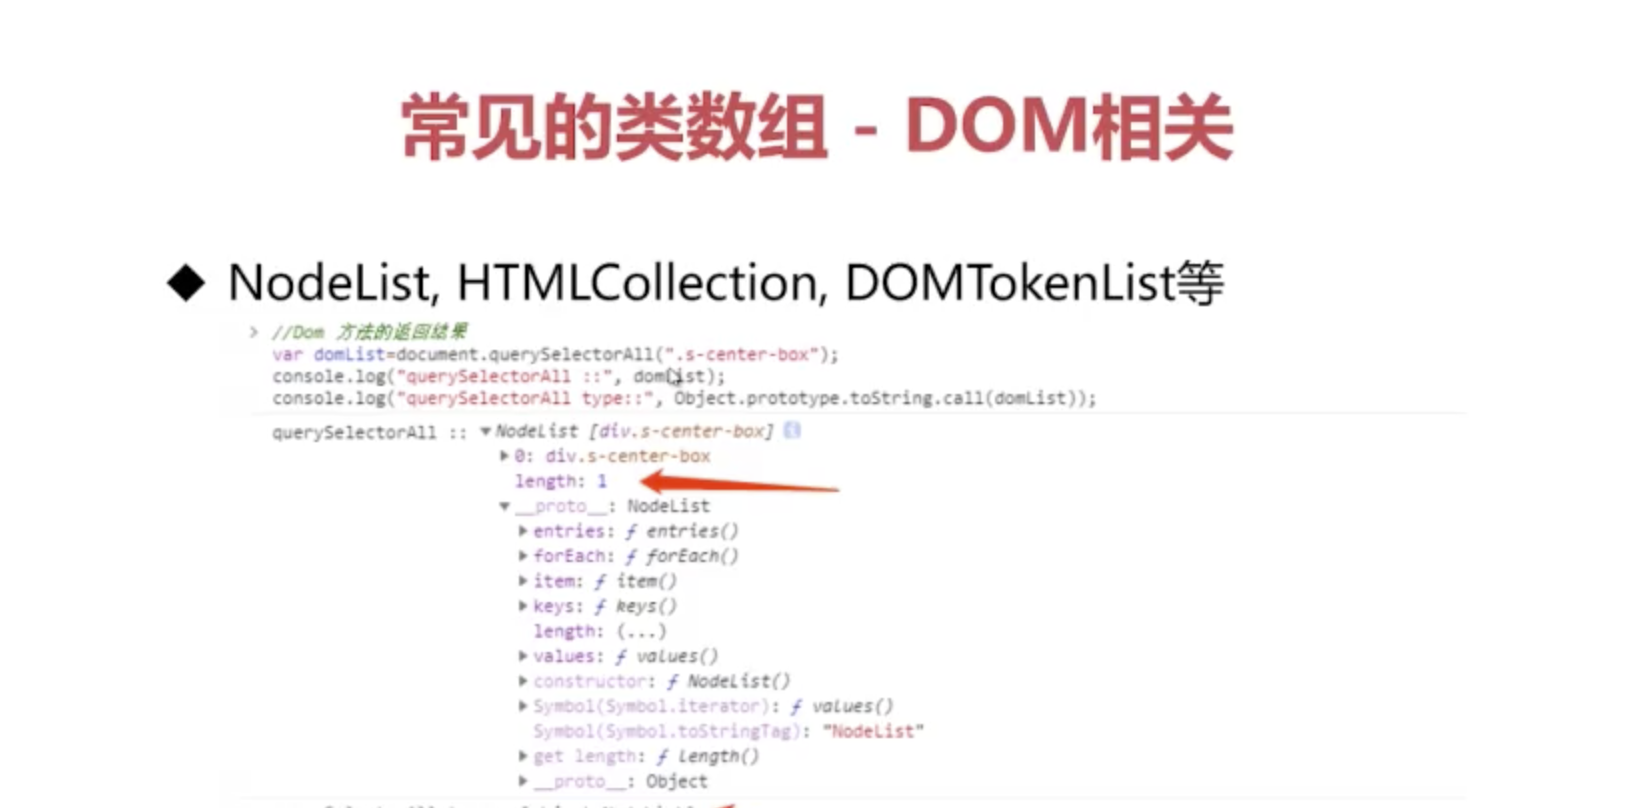 常见的类数组 - DOM相关
◆ NodeList, HTMLCollection, DOMTokenList等
> //Dom 方法的返回结果
var domList=document.querySelectorAll(".s-center-box");
console.log("querySelectorAll ::", domList);
console.log("querySelectorAll type::", Object.prototype.toString.call(domList));
querySelectorAll :: ▼NodeList [div.s-center-box]
▶0: div.s-center-box
length: 1
▼__proto__: NodeList
▶entries: ƒ entries()
▶forEach: ƒ forEach()
▶item: ƒ item()
▶keys: ƒ keys()
length: (...)
▶values: ƒ values()
▶constructor: ƒ NodeList()
▶Symbol(Symbol.iterator): ƒ values()
Symbol(Symbol.toStringTag): "NodeList"
▶get length: ƒ length()
▶__proto__: Object